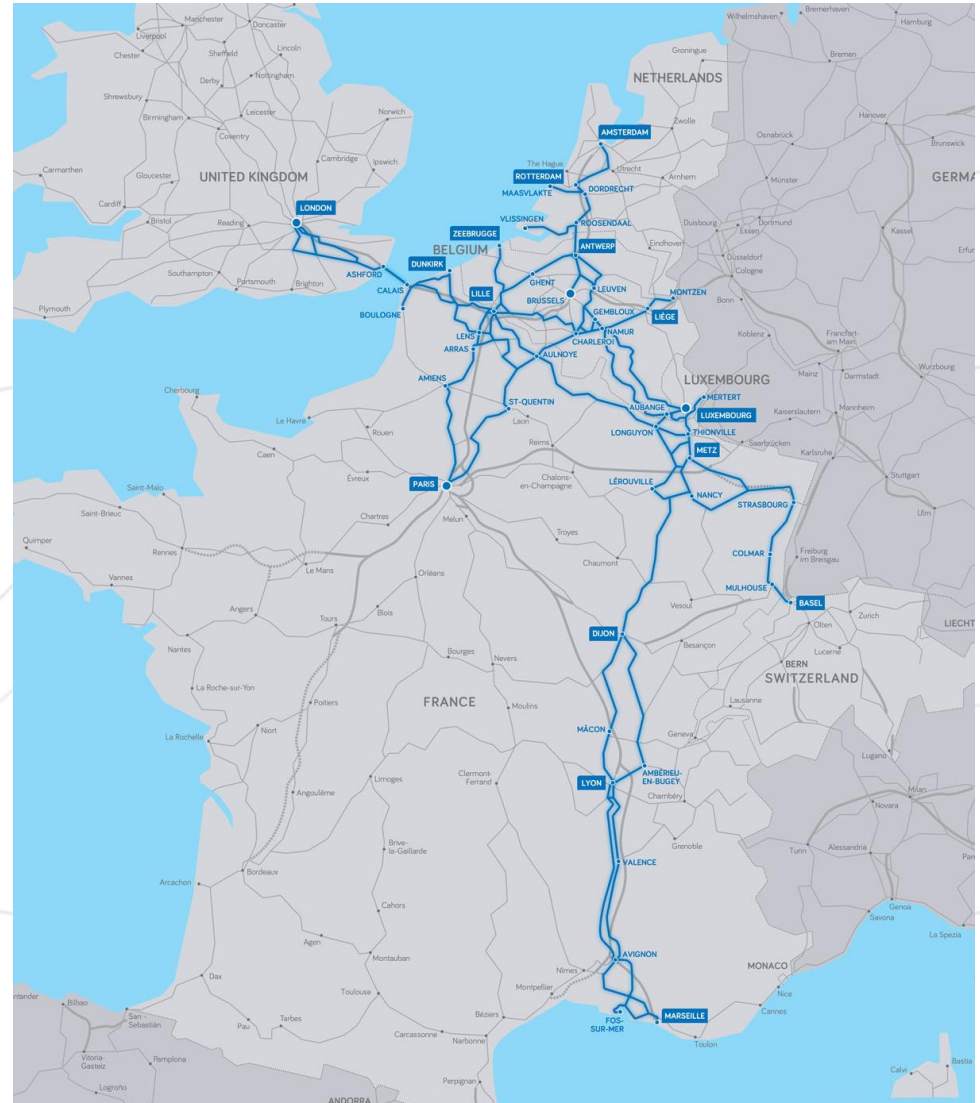 Manchester
Doncaster
Liverpool
Wilhelmshaven
Bremerhaven
Hamburg
Chester
Sheffield
Lincoln
Groningue
Bremen
Derby
Nottingham
NETHERLANDS
Shrewsbury
Leicester
Birmingham
Norwich
Zwolle
Hanover
Coventry
AMSTERDAM
Osnabrück
Brunswick
Cambridge
Ipswich
The Hague
Utrecht
Carmarthen
Gloucester
UNITED KINGDOM
ROTTERDAM
Arnhem
Münster
GERMA
MAASVLAKTE
DORDRECHT
Cardiff
LONDON
Bristol
Reading
VLISSINGEN
ROOSENDAAL
Duisbourg
Dortmund
Essen
Kassel
ZEEBRUGGE
BELGIUM
ANTWERP
Eindhoven
Düsseldorf
Erfu
DUNKIRK
Cologne
ASHFORD
Southampton
Portsmouth
Brighton
CALAIS
GHENT
LEUVEN
MONTZEN
LILLE
BRUSSELS
Bonn
Plymouth
BOULOGNE
GEMBLOUX
LIÉGE
LENS
NAMUR
Koblenz
Francfort-
am Main
ARRAS
CHARLEROI
AULNOYE
Wurzbourg
AMIENS
LUXEMBOURG
Mainz
Darmstadt
Cherbourg
MERTERT
ST-QUENTIN
AUBANGE
LUXEMBOURG
Kaiserslautern
Mannheim
Le Havre
Laon
LONGUYON
THIONVILLE
Rouen
Reims
METZ
Saarbrücken
Caen
Karlsruhe
Évreux
Chalons-
en-Champagne
Stuttgart
Saint-Malo
PARIS
LÉROUVILLE
NANCY
STRASBOURG
Saint-Brieuc
Chartres
Melun
Ulm
Quimper
Rennes
Troyes
COLMAR
Freiburg
im Breisgau
Le Mans
Chaumont
Vannes
Orléans
MULHOUSE
BASEL
Angers
Blois
Vesoul
Zurich
Tours
Olten
LIECHT
DIJON
Nantes
Besançon
Lucerne
Bourges
BERN
Nevers
SWITZERLAND
La Roche-sur-Yon
Poitiers
FRANCE
Lausanne
Moulins
Niort
MÂCON
Geneva
La Rochelle
Lugano
LYON
AMBÉRIEU-
EN-BUGEY
Limoges
Clermont-
Ferrand
Angoulême
Chambéry
Milan
Novara
Grenoble
Brive-
la-Gaillarde
Turin
Alessandria
Pa
VALENCE
Bordeaux
Arcachon
Cahors
Genoa
Savona
La Spezia
Agen
AVIGNON
Montauban
MONACO
Dax
Nîmes
Nice
Toulouse
Montpellier
Cannes
ntander
Bilbao
San -
Sebastián
Pau
Tarbes
Béziers
FOS-
SUR-MER
MARSEILLE
Carcassonne
Toulon
Narbonne
Vitoria-
Gasteiz
Pamplona
Bastia
Calvi
Perpignan
Logroño
ANDORRA